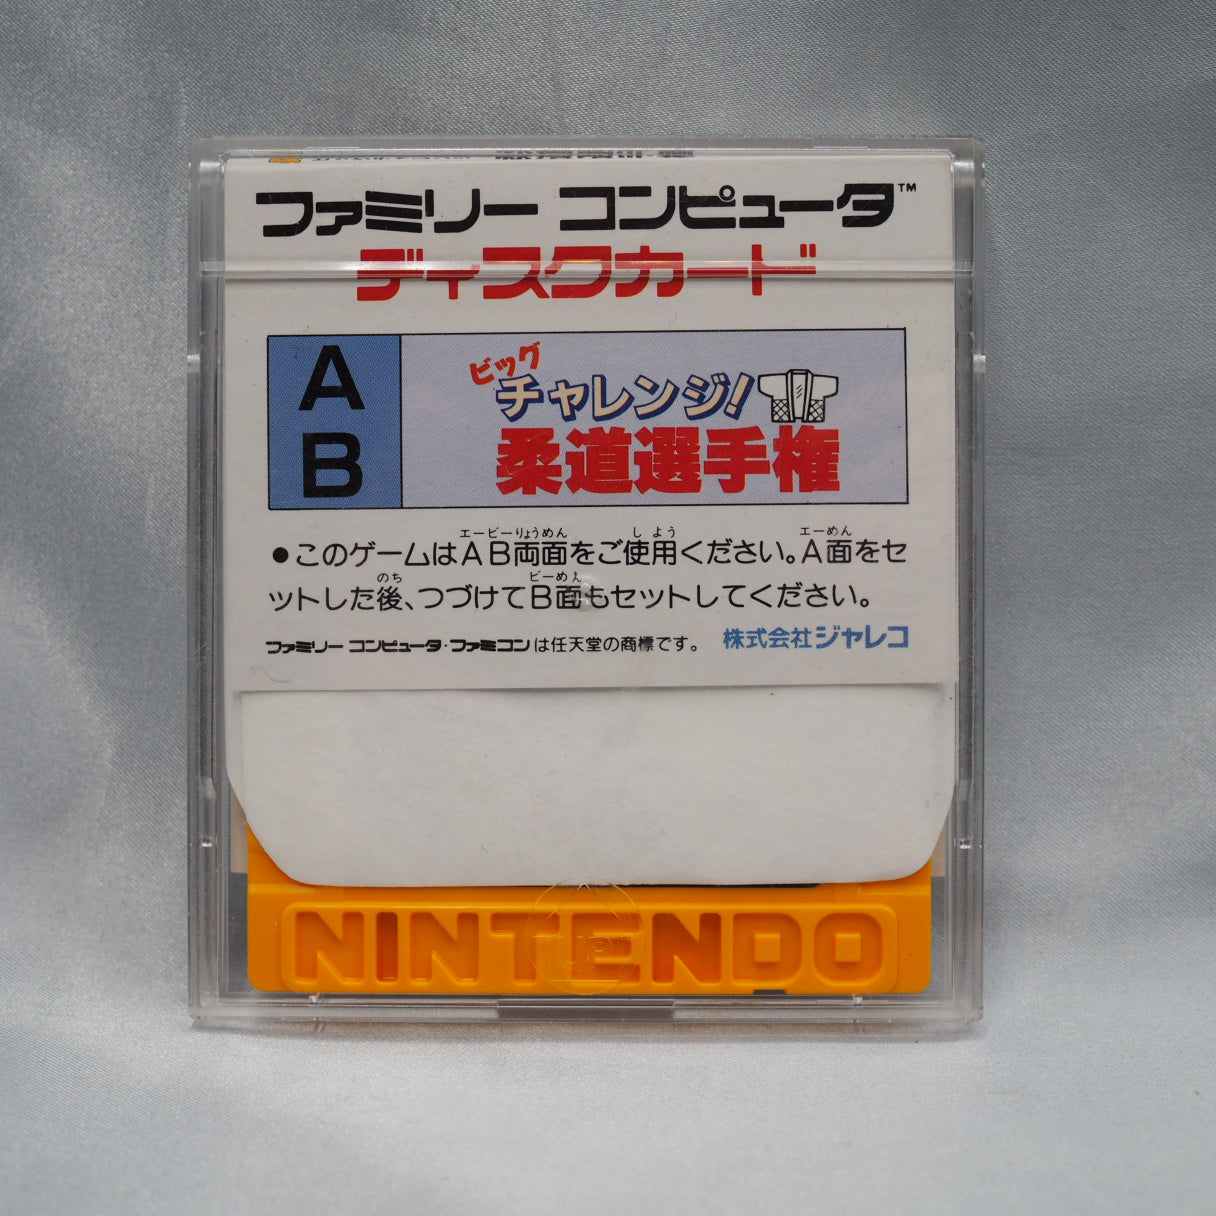 ファミリー コンピュータ™
ディスクカード
A
B
ビッグ
チャレンジ!
柔道選手権
エービーりょうめん しよう エーめん
●このゲームはAB両面をご使用ください。A面をセ
のち ビーめん
ットした後、つづけてB面もセットしてください。
ファミリー コンピュータ・ファミコンは任天堂の商標です。 株式会社ジャレコ
NINTENDO